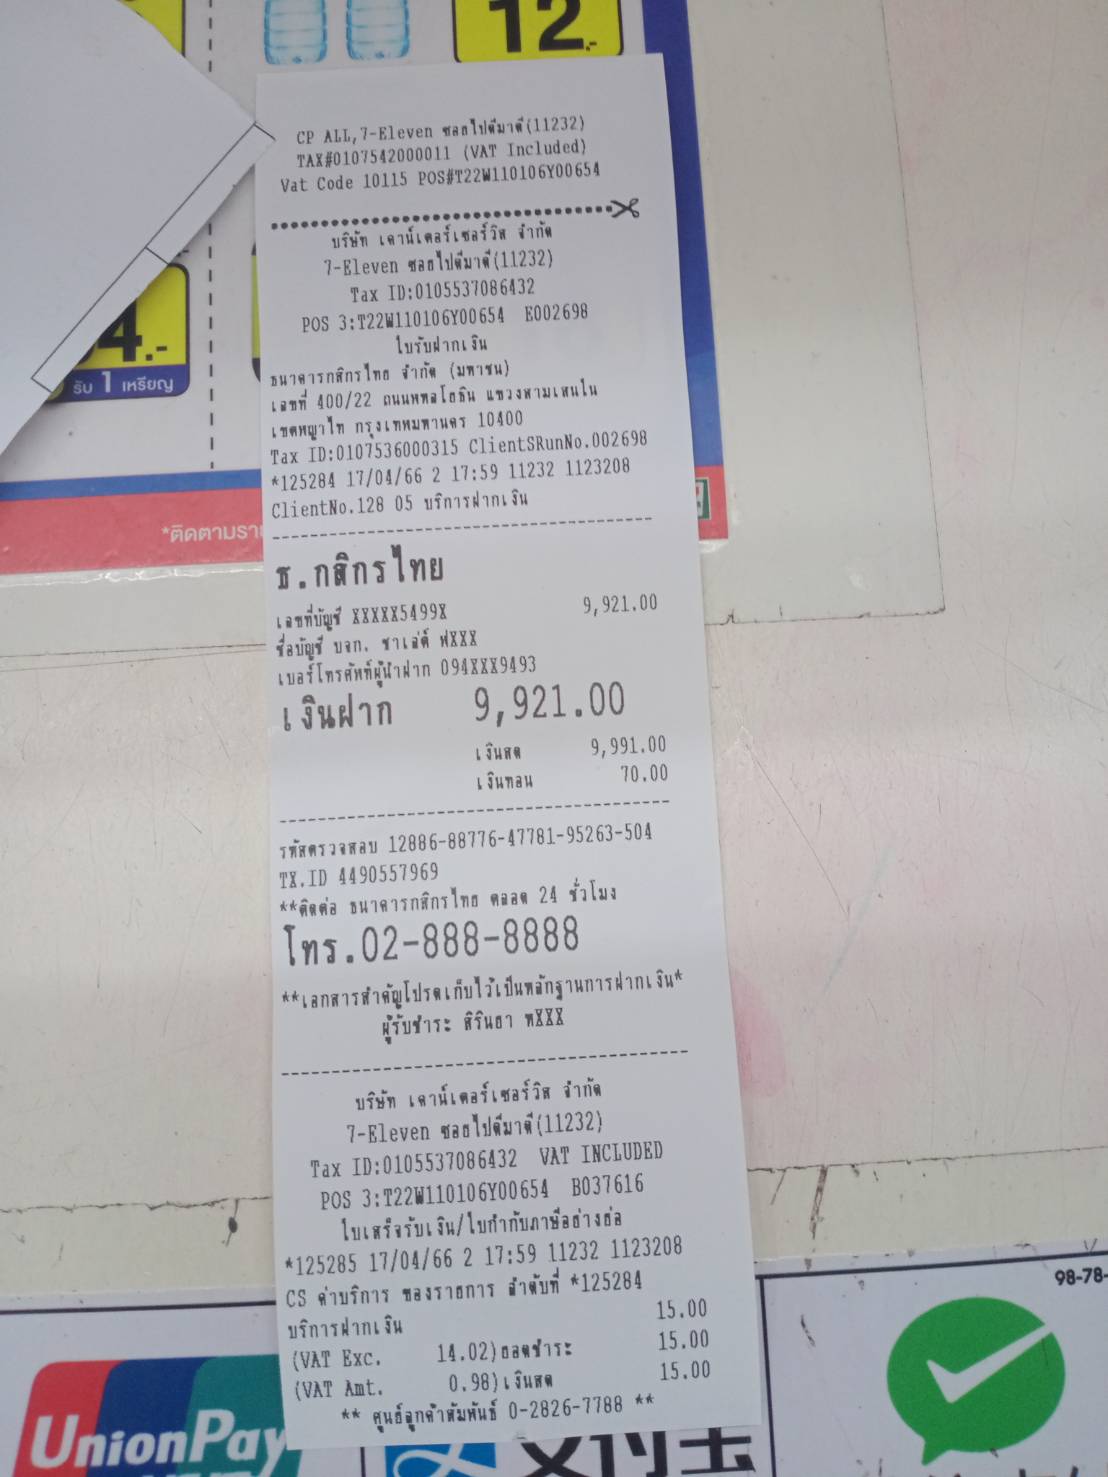 12.-
4.-
รับ 1 เหรียญ
*ติดตามรา
CP ALL,7-Eleven ซอยไปดีมาดี(11232)
TAX#0107542000011 (VAT Included)
Vat Code 10115 POS#T22W110106Y00654
บริษัท เคาน์เตอร์เซอร์วิส จำกัด
7-Eleven ซอยไปดีมาดี(11232)
Tax ID:0105537086432
POS 3:T22W110106Y00654 E002698
ใบรับฝากเงิน
ธนาคารกสิกรไทย จำกัด (มหาชน)
เลขที่ 400/22 ถนนพหลโยธิน แขวงสามเสนใน
เขตพญาไท กรุงเทพมหานคร 10400
Tax ID:0107536000315 ClientSRunNo.002698
*125284 17/04/66 2 17:59 11232 1123208
ClientNo.128 05 บริการฝากเงิน
ธ.กสิกรไทย
เลขที่บัญชี XXXXX5499X 9,921.00
ชื่อบัญชี บจก. ชาเล่ต์ ฟXXX
เบอร์โทรศัพท์ผู้นำฝาก 094XXX9493
เงินฝาก 9,921.00
เงินสด 9,991.00
เงินทอน 70.00
รหัสตรวจสอบ 12886-88776-47781-95263-504
TX.ID 4490557969
**ติดต่อ ธนาคารกสิกรไทย ตลอด 24 ชั่วโมง
โทร.02-888-8888
**เอกสารสำคัญโปรดเก็บไว้เป็นหลักฐานการฝากเงิน*
ผู้รับชำระ สิรินยา ทXXX
บริษัท เคาน์เตอร์เซอร์วิส จำกัด
7-Eleven ซอยไปดีมาดี(11232)
Tax ID:0105537086432 VAT INCLUDED
POS 3:T22W110106Y00654 B037616
ใบเสร็จรับเงิน/ใบกำกับภาษีอย่างย่อ
*125285 17/04/66 2 17:59 11232 1123208
CS ค่าบริการ ของรายการ ลำดับที่ *125284
บริการฝากเงิน 15.00
(VAT Exc. 14.02)ยอดชำระ 15.00
(VAT Amt. 0.98)เงินสด 15.00
** ศูนย์ลูกค้าสัมพันธ์ 0-2826-7788 **
98-78-
UnionPay
支付宝